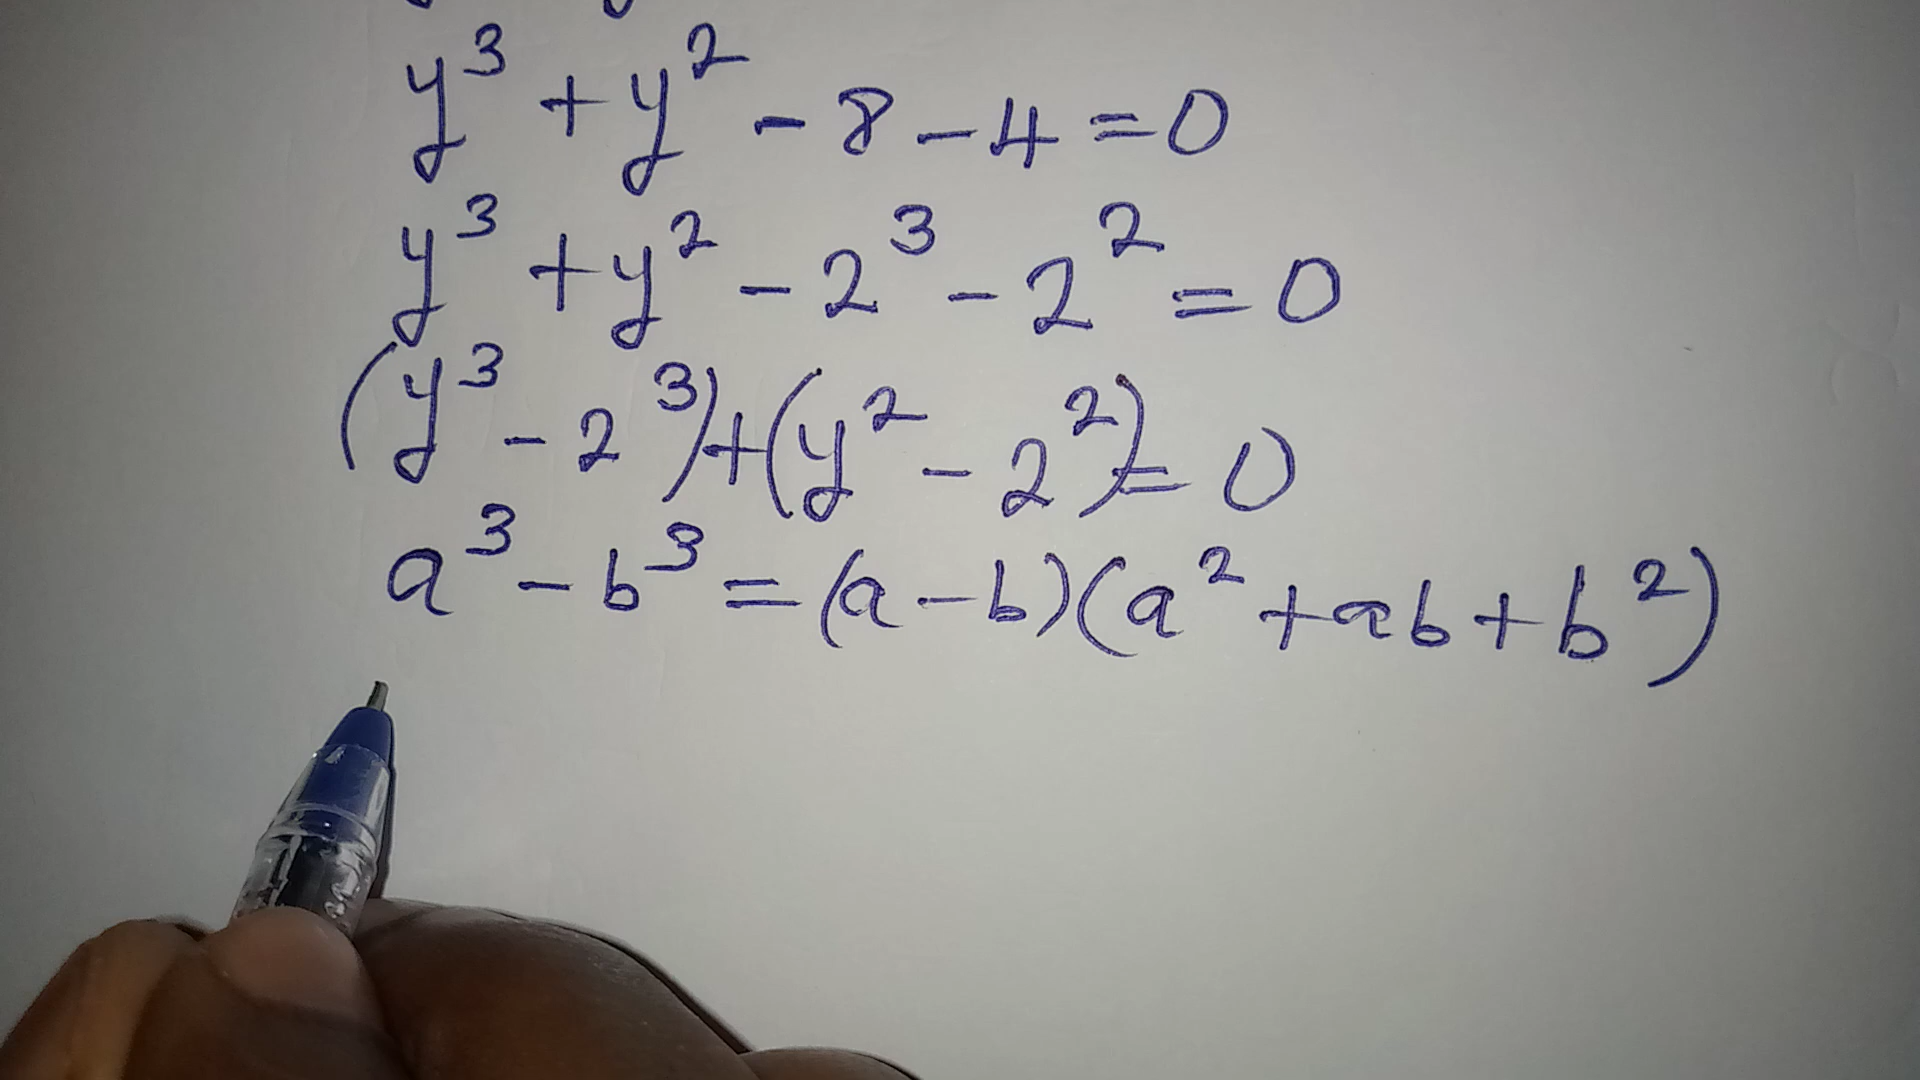 y³ + y² - 8 - 4 = 0
y³ + y² - 2³ - 2² = 0
(y³ - 2³) + (y² - 2²) = 0
a³ - b³ = (a - b)(a² + ab + b²)